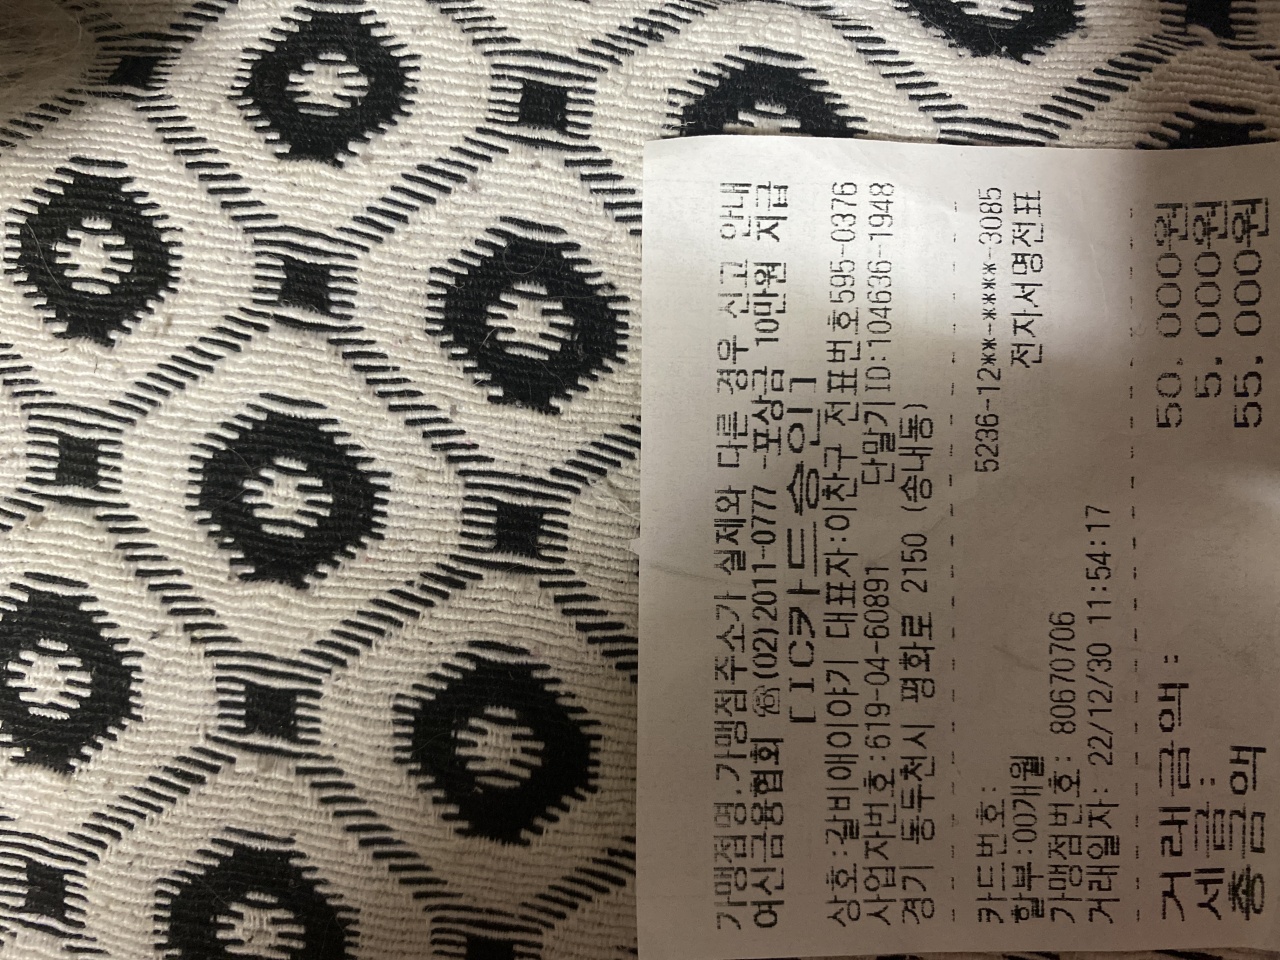 가맹점명,가맹점주소가 실제와 다른 경우 신고 안내
여신금융협회 ☎(02)2011-0777 -포상금 10만원 지급
[IC카드승인]
상호:갈비애이야기 대표자:이찬구 전표번호595-0376
사업자번호:619-04-60891 단말기ID:104636-1948
경기 동두천시 평화로 2150 (송내동)
카드번호: 5236-12**-****-3085
할부:00개월 전자서명전표
가맹점번호: 80670706
거래일자: 22/12/30 11:54:17
거래금액: 50,000원
세금: 5,000원
총금액 55,000원